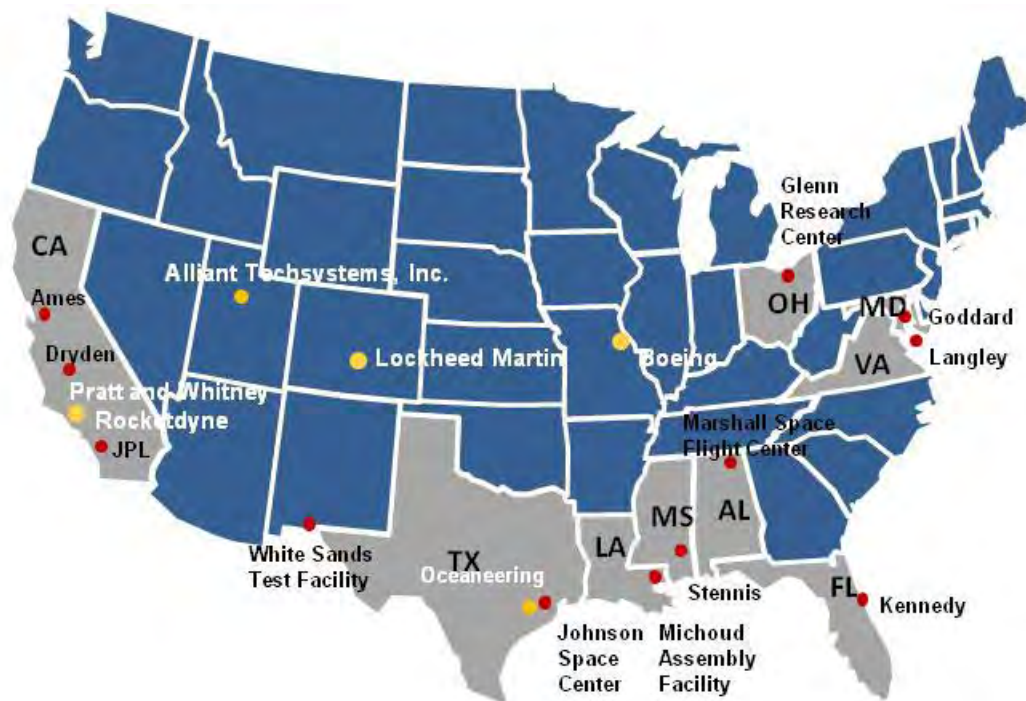 Glenn
Research
Center
CA
Alliant Techsystems, Inc.
Ames
OH
MD
Goddard
Dryden
Lockheed Martin
Boeing
Langley
VA
Pratt and Whitney
Rocketdyne
JPL
Marshall Space
Flight Center
MS
AL
White Sands
Test Facility
TX
LA
Oceaneering
Stennis
FL
Kennedy
Johnson
Space
Center
Michoud
Assembly
Facility